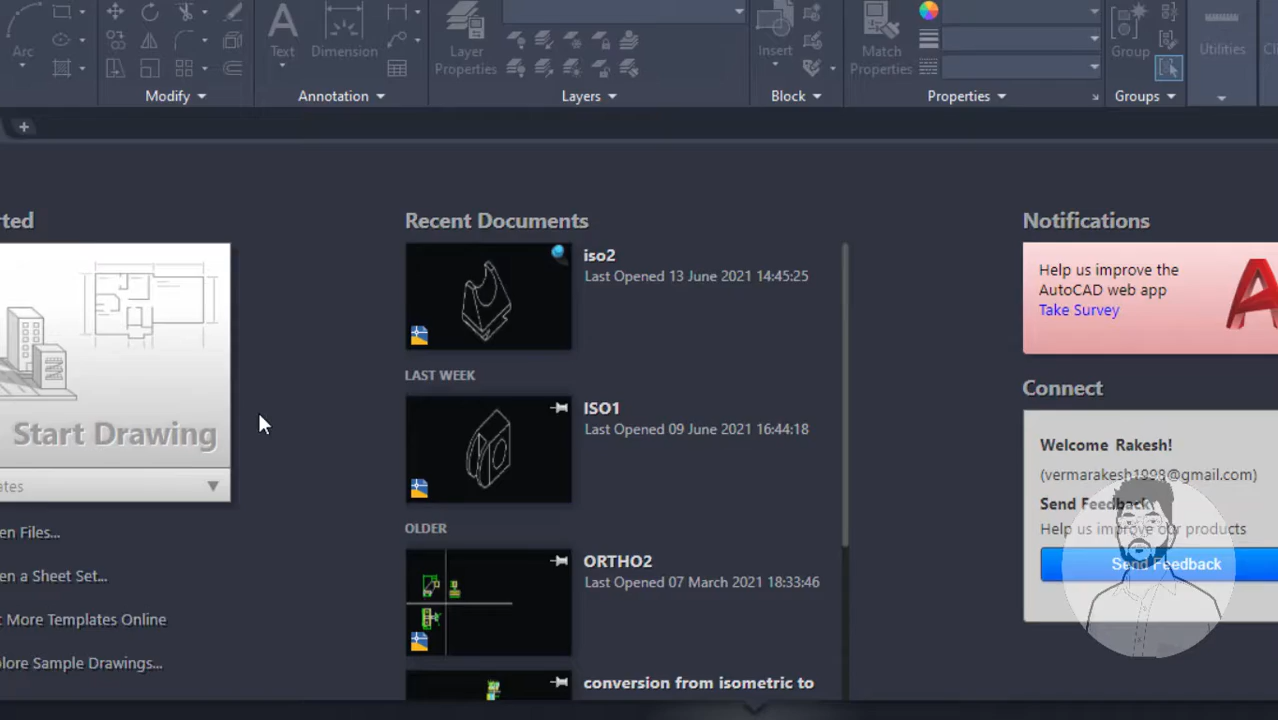 Arc
Text
Dimension
Layer
Properties
Insert
Match
Properties
Group
Utilities
Modify
Annotation
Layers
Block
Properties
Groups
rted
Start Drawing
ates
en Files...
en a Sheet Set...
t More Templates Online
lore Sample Drawings...
Recent Documents
iso2
Last Opened 13 June 2021 14:45:25
LAST WEEK
ISO1
Last Opened 09 June 2021 16:44:18
OLDER
ORTHO2
Last Opened 07 March 2021 18:33:46
conversion from isometric to
Notifications
Help us improve the
AutoCAD web app
Take Survey
Connect
Welcome Rakesh!
(vermarakesh1998@gmail.com)
Send Feedback
Help us improve our products
Send Feedback